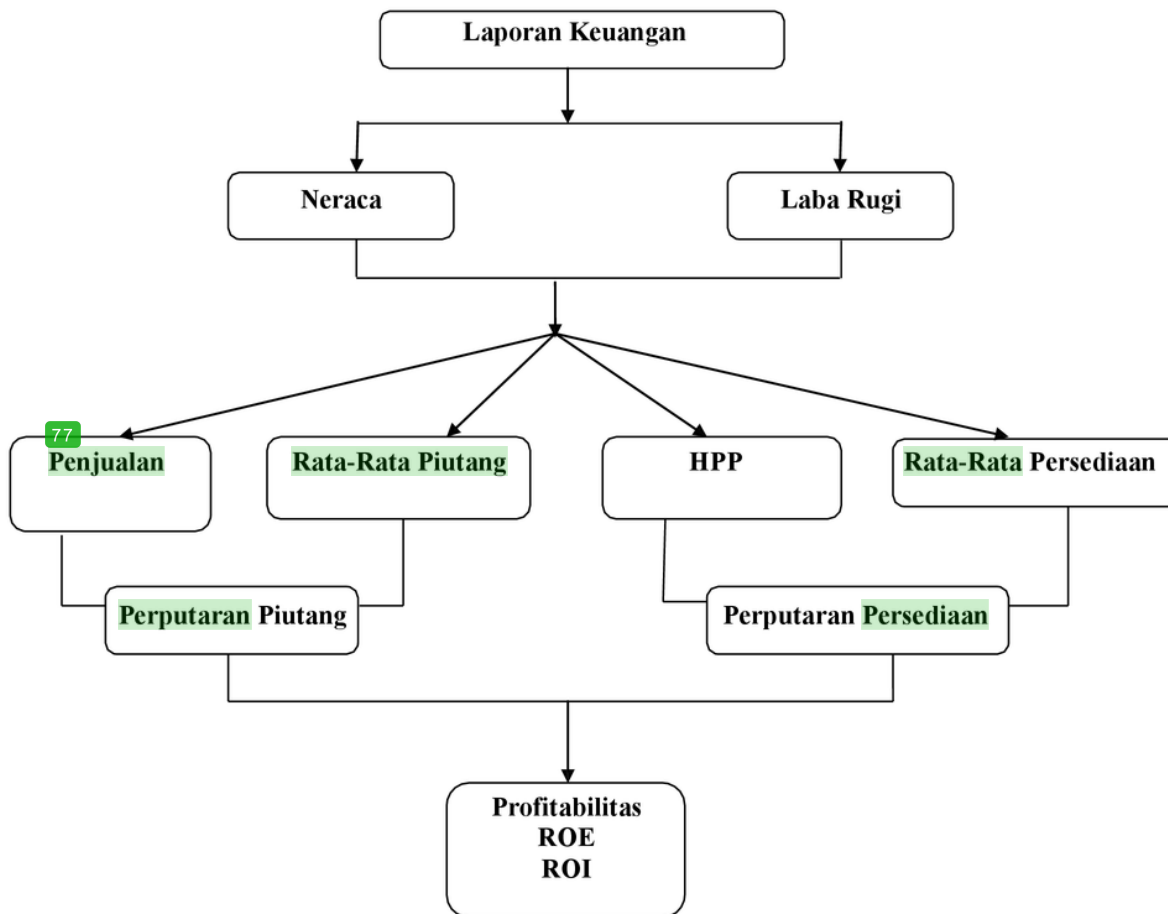 Laporan Keuangan
Neraca
Laba Rugi
77
Penjualan
Rata-Rata Piutang
HPP
Rata-Rata Persediaan
Perputaran Piutang
Perputaran Persediaan
Profitabilitas
ROE
ROI